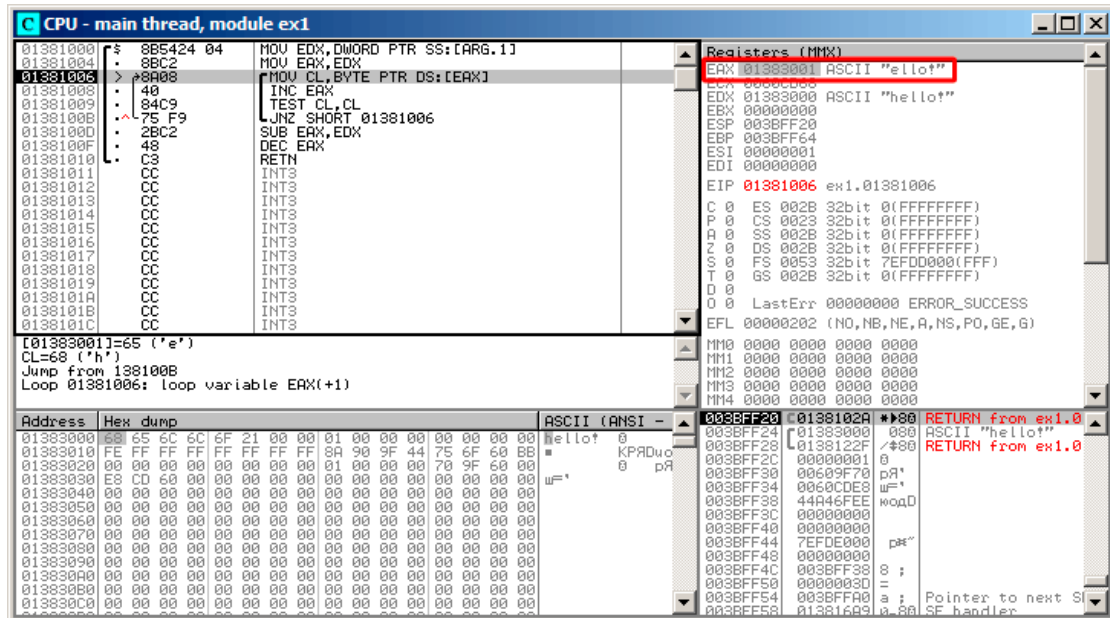 CPU - main thread, module ex1
01381000 $ 8B5424 04 MOV EDX,DWORD PTR SS:[ARG.1]
01381004 . 8BC2 MOV EAX,EDX
01381006 > 8A08 MOV CL,BYTE PTR DS:[EAX]
01381008 . 40 INC EAX
01381009 . 84C9 TEST CL,CL
0138100B .^ 75 F9 JNZ SHORT 01381006
0138100D . 2BC2 SUB EAX,EDX
0138100F . 48 DEC EAX
01381010 . C3 RETN
01381011 CC INT3
01381012 CC INT3
01381013 CC INT3
01381014 CC INT3
01381015 CC INT3
01381016 CC INT3
01381017 CC INT3
01381018 CC INT3
01381019 CC INT3
0138101A CC INT3
0138101B CC INT3
0138101C CC INT3
[01383001]=65 ('e')
CL=68 ('h')
Jump from 138100B
Loop 01381006: loop variable EAX(+1)
Registers (MMX)
EAX 01383001 ASCII "ello!"
ECX 0060CD68
EDX 01383000 ASCII "hello!"
EBX 00000000
ESP 003BFF20
EBP 003BFF64
ESI 00000001
EDI 00000000
EIP 01381006 ex1.01381006
C 0 ES 002B 32bit 0(FFFFFFFF)
P 0 CS 0023 32bit 0(FFFFFFFF)
A 0 SS 002B 32bit 0(FFFFFFFF)
Z 0 DS 002B 32bit 0(FFFFFFFF)
S 0 FS 0053 32bit 7EFDD000(FFF)
T 0 GS 002B 32bit 0(FFFFFFFF)
D 0
O 0 LastErr 00000000 ERROR_SUCCESS
EFL 00000202 (NO,NB,NE,A,NS,PO,GE,G)
MM0 0000 0000 0000 0000
MM1 0000 0000 0000 0000
MM2 0000 0000 0000 0000
MM3 0000 0000 0000 0000
MM4 0000 0000 0000 0000
Address Hex dump ASCII (ANSI -
01383000 68 65 6C 6C 6F 21 00 00 01 00 00 00 00 00 00 00 hello! 0
01383010 FE FF FF FF FF FF FF FF 8A 90 9F 44 75 6F 60 BB
01383020 00 00 00 00 00 00 00 00 01 00 00 00 70 9F 60 00
01383030 E8 CD 60 00 00 00 00 00 00 00 00 00 00 00 00 00
01383040 00 00 00 00 00 00 00 00 00 00 00 00 00 00 00 00
01383050 00 00 00 00 00 00 00 00 00 00 00 00 00 00 00 00
01383060 00 00 00 00 00 00 00 00 00 00 00 00 00 00 00 00
01383070 00 00 00 00 00 00 00 00 00 00 00 00 00 00 00 00
01383080 00 00 00 00 00 00 00 00 00 00 00 00 00 00 00 00
01383090 00 00 00 00 00 00 00 00 00 00 00 00 00 00 00 00
013830A0 00 00 00 00 00 00 00 00 00 00 00 00 00 00 00 00
013830B0 00 00 00 00 00 00 00 00 00 00 00 00 00 00 00 00
013830C0 00 00 00 00 00 00 00 00 00 00 00 00 00 00 00 00
003BFF20 0138102A RETURN from ex1.0
003BFF24 01383000 ASCII "hello!"
003BFF28 0138122F RETURN from ex1.0
003BFF2C 00000001
003BFF30 00609F70
003BFF34 0060CDE8
003BFF38 44A46FEE юодD
003BFF3C 00000000
003BFF40 00000000
003BFF44 7EFDE000
003BFF48 00000000
003BFF4C 003BFF38 8 ;
003BFF50 0000003D =
003BFF54 003BFFA0 a ; Pointer to next S
003BFF58 013816A9 SE handler